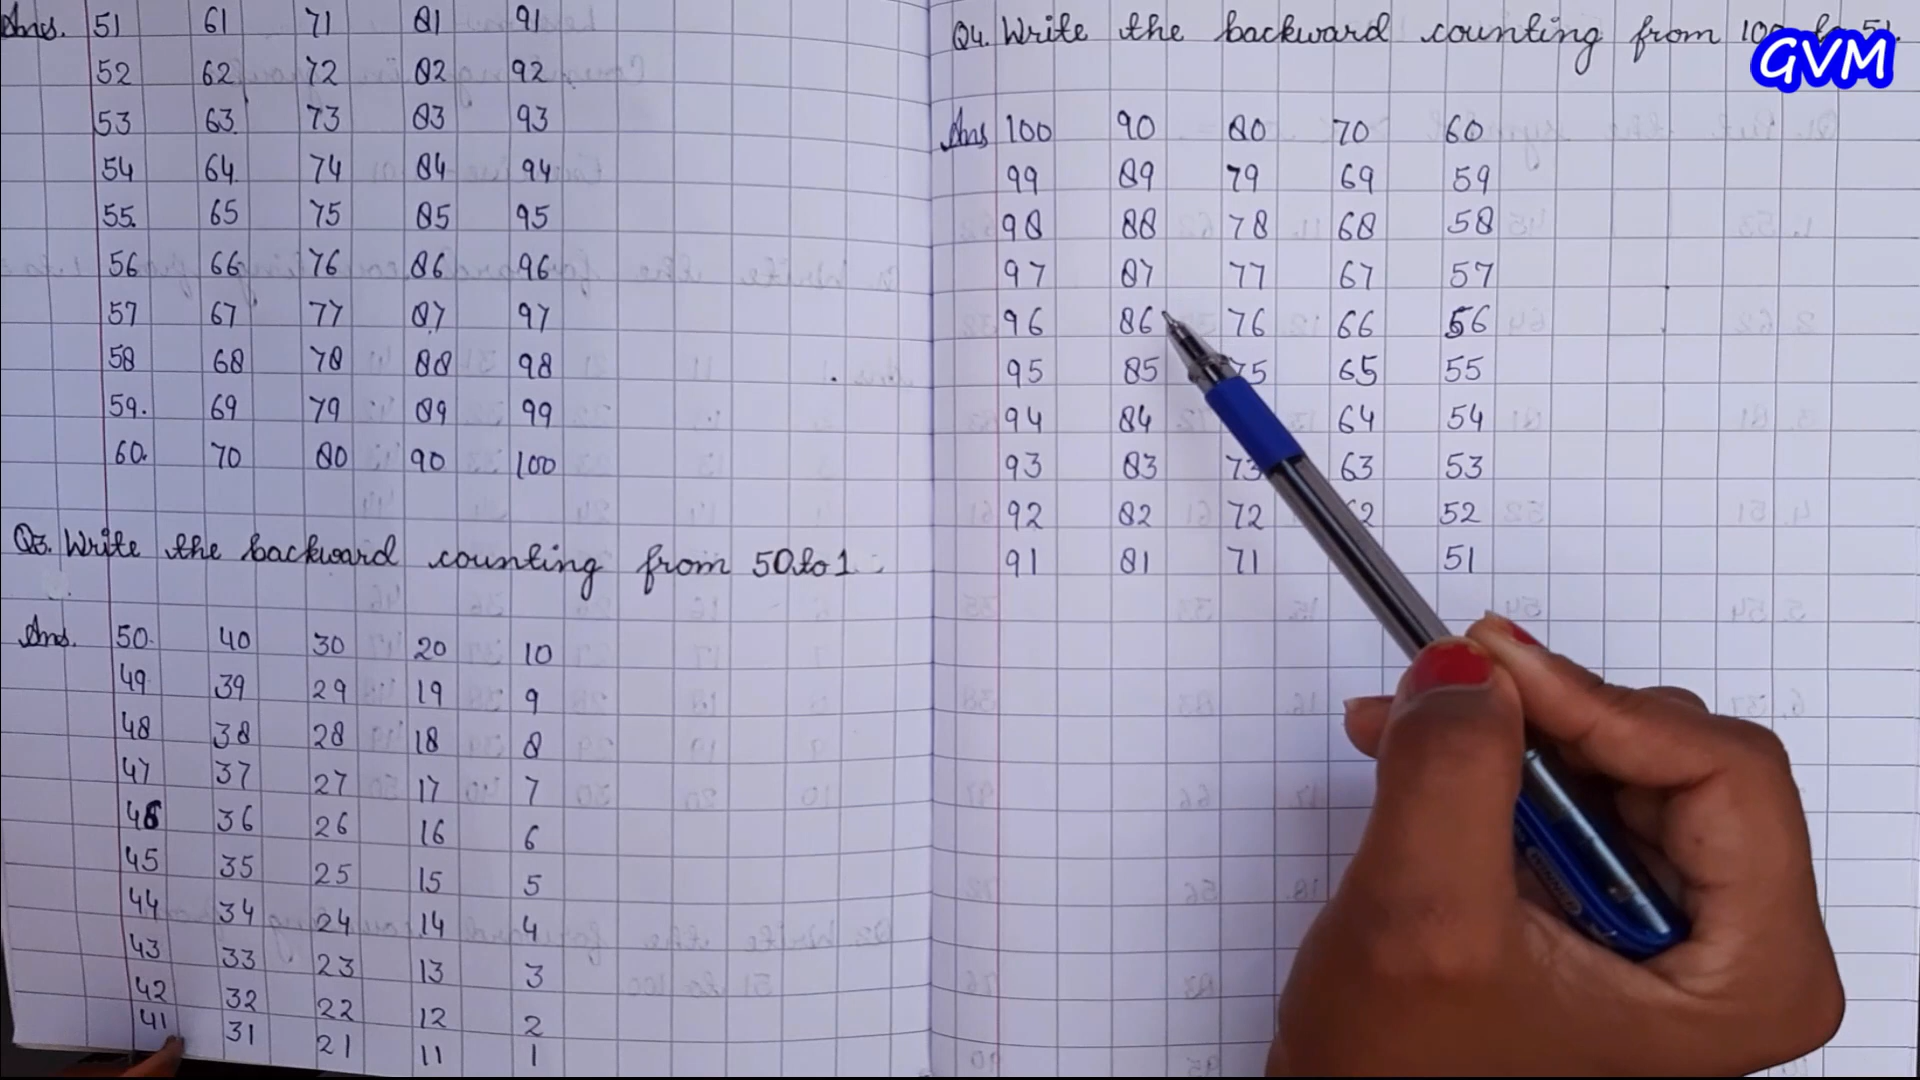 Ans. 51 61 71 81 91
52 62 72 82 92
53 63 73 83 93
54 64 74 84 94
55. 65 75 85 95
56 66 76 86 96
57 67 77 87 97
58 68 78 88 98
59. 69 79 89 99
60. 70 80 90 100
Q3. Write the backward counting from 50 to 1
Ans. 50. 40 30 20 10
49 39 29 19 9
48 38 28 18 8
47 37 27 17 7
46 36 26 16 6
45 35 25 15 5
44 34 24 14 4
43 33 23 13 3
42 32 22 12 2
41 31 21 11 1
Q4. Write the backward counting from 100 to 51.
GVM
Ans 100 90 80 70 60
99 89 79 69 59
98 88 78 68 58
97 87 77 67 57
96 86 76 66 56
95 85 75 65 55
94 84 64 54
93 83 73 63 53
92 82 72 62 52
91 81 71 51